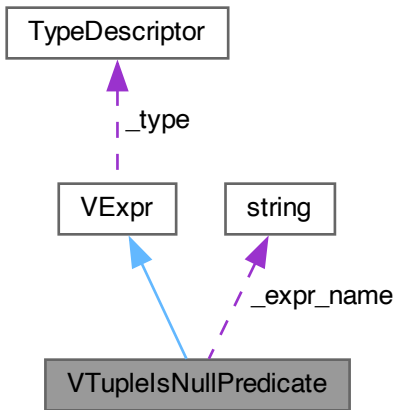 TypeDescriptor
_type
VExpr
string
_expr_name
VTupleIsNullPredicate